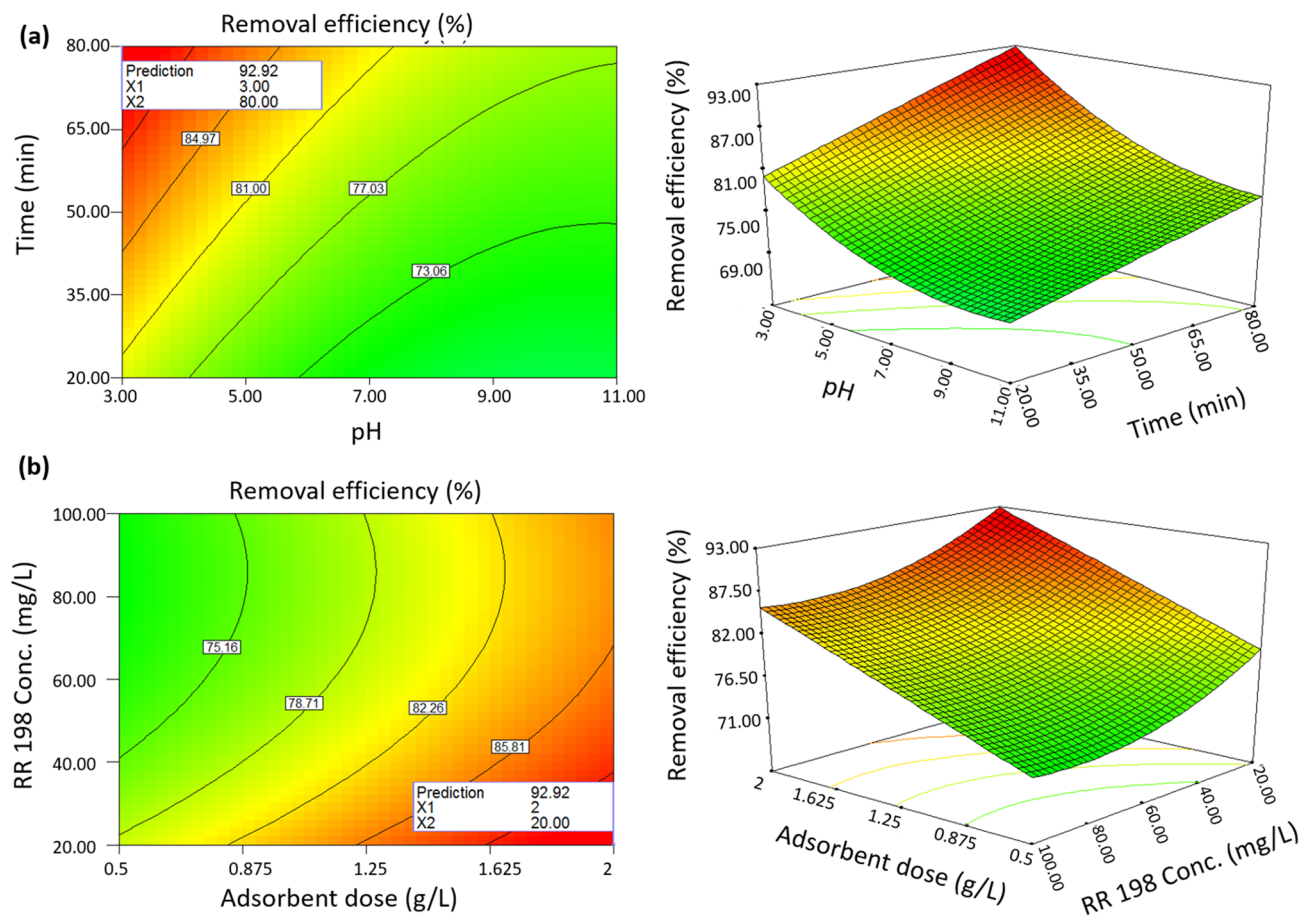 (a)
Removal efficiency (%)
80.00
65.00
50.00
35.00
20.00
Time (min)
Prediction 92.92
X1 3.00
X2 80.00
84.97
81.00
77.03
73.06
3.00 5.00 7.00 9.00 11.00
pH
Removal efficiency (%)
93.00
87.00
81.00
75.00
69.00
3.00
5.00
7.00
9.00
11.00
pH
20.00
35.00
50.00
65.00
80.00
Time (min)
(b)
Removal efficiency (%)
100.00
80.00
60.00
40.00
20.00
RR 198 Conc. (mg/L)
75.16
78.71
82.26
85.81
Prediction 92.92
X1 2
X2 20.00
0.5 0.875 1.25 1.625 2
Adsorbent dose (g/L)
Removal efficiency (%)
93.00
87.50
82.00
76.50
71.00
2
1.625
1.25
0.875
0.5
Adsorbent dose (g/L)
100.00
80.00
60.00
40.00
20.00
RR 198 Conc. (mg/L)